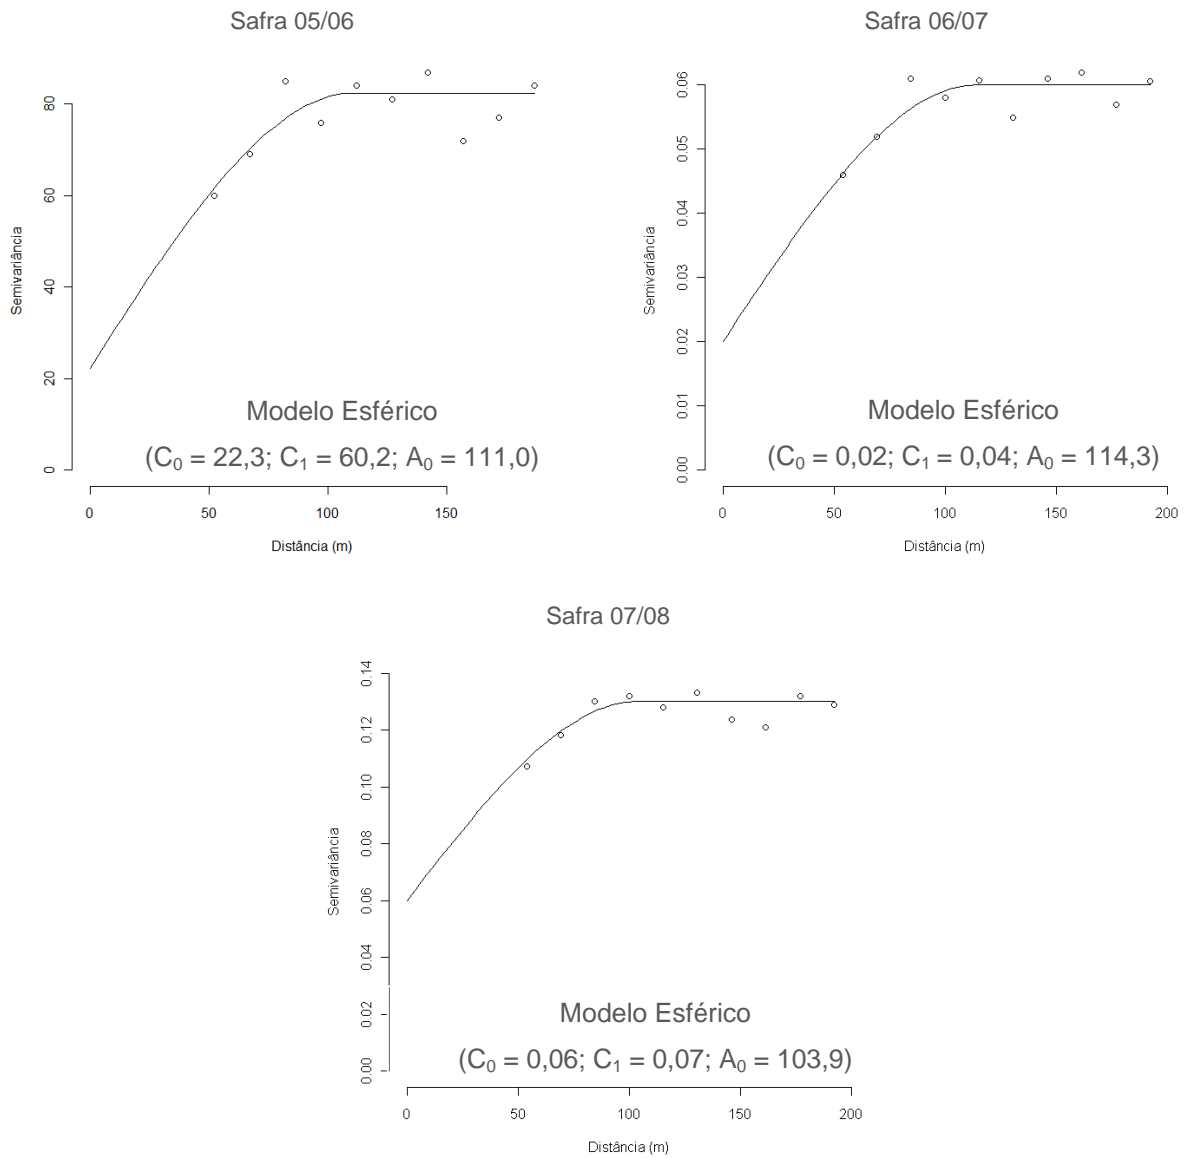 Safra 05/06
Semivariância
80
60
40
20
0
Modelo Esférico
(C₀ = 22,3; C₁ = 60,2; A₀ = 111,0)
0 50 100 150
Distância (m)
Safra 06/07
Semivariância
0.06
0.05
0.04
0.03
0.02
0.01
0.00
Modelo Esférico
(C₀ = 0,02; C₁ = 0,04; A₀ = 114,3)
0 50 100 150 200
Distância (m)
Safra 07/08
Semivariância
0.14
0.12
0.10
0.08
0.06
0.04
0.02
0.00
Modelo Esférico
(C₀ = 0,06; C₁ = 0,07; A₀ = 103,9)
0 50 100 150 200
Distância (m)